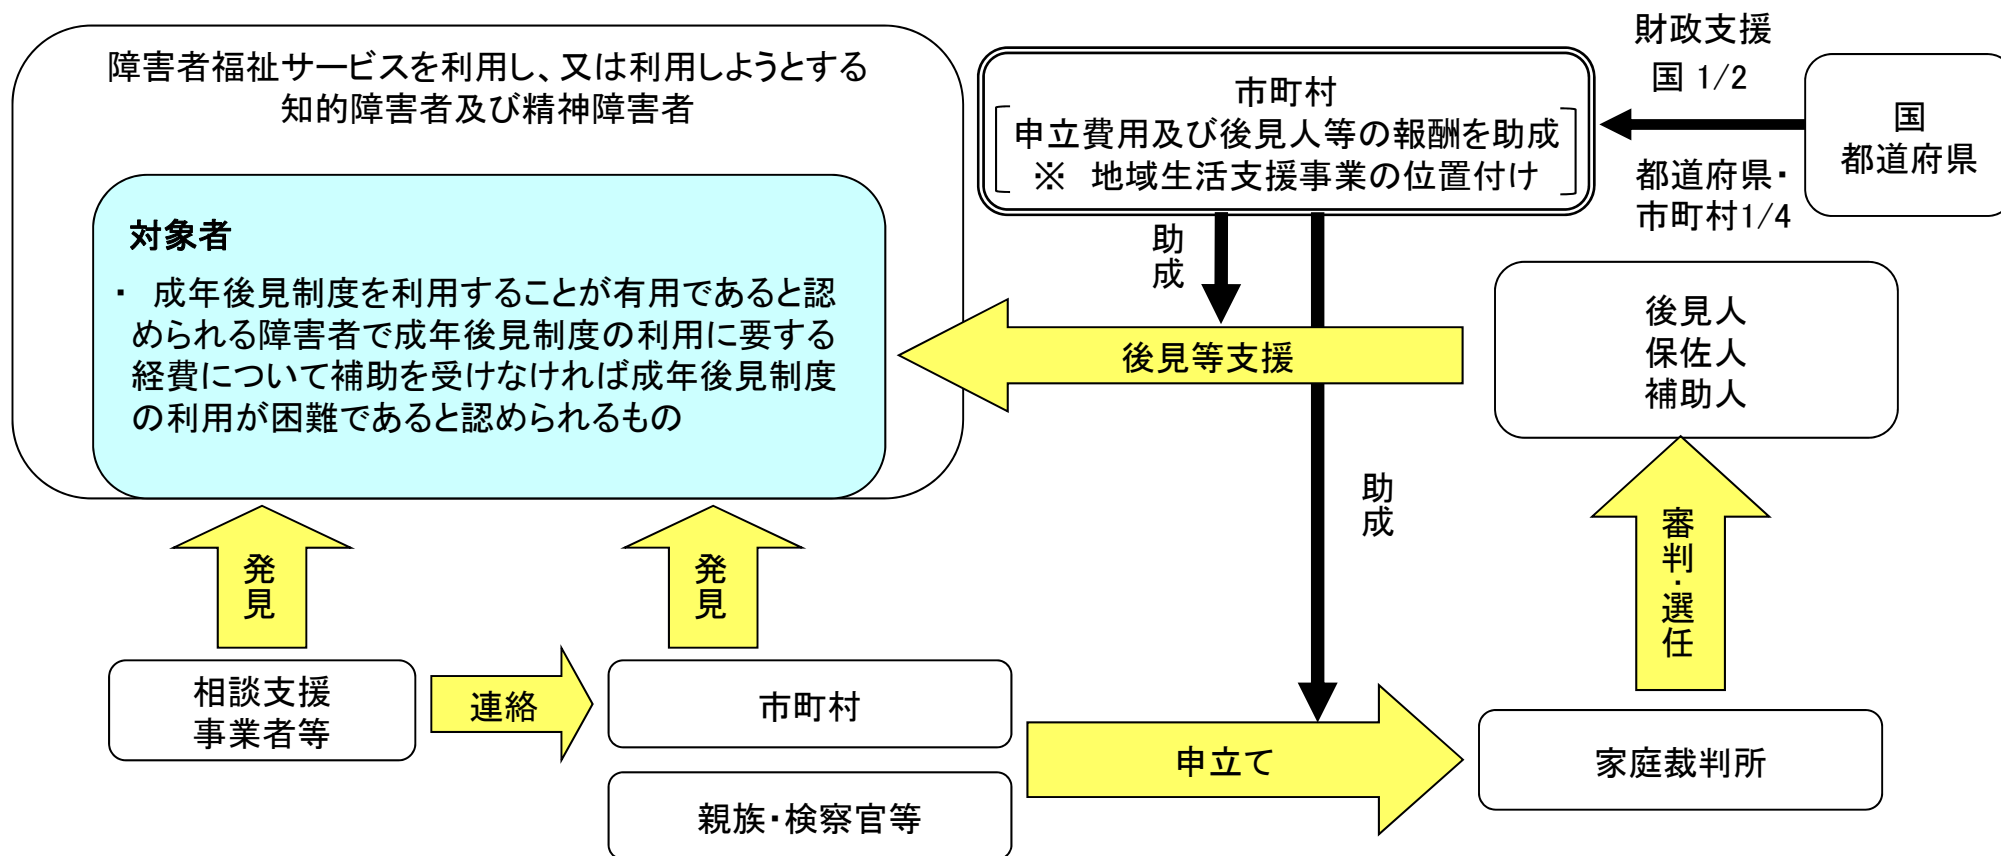 障害者福祉サービスを利用し、又は利用しようとする
知的障害者及び精神障害者
対象者
・ 成年後見制度を利用することが有用であると認
められる障害者で成年後見制度の利用に要する
経費について補助を受けなければ成年後見制度
の利用が困難であると認められるもの
市町村
申立費用及び後見人等の報酬を助成
※ 地域生活支援事業の位置付け
財政支援
国 1/2
都道府県・
市町村1/4
国
都道府県
助成
後見等支援
後見人
保佐人
補助人
助成
審判・選任
発見
発見
相談支援
事業者等
連絡
市町村
親族・検察官等
申立て
家庭裁判所